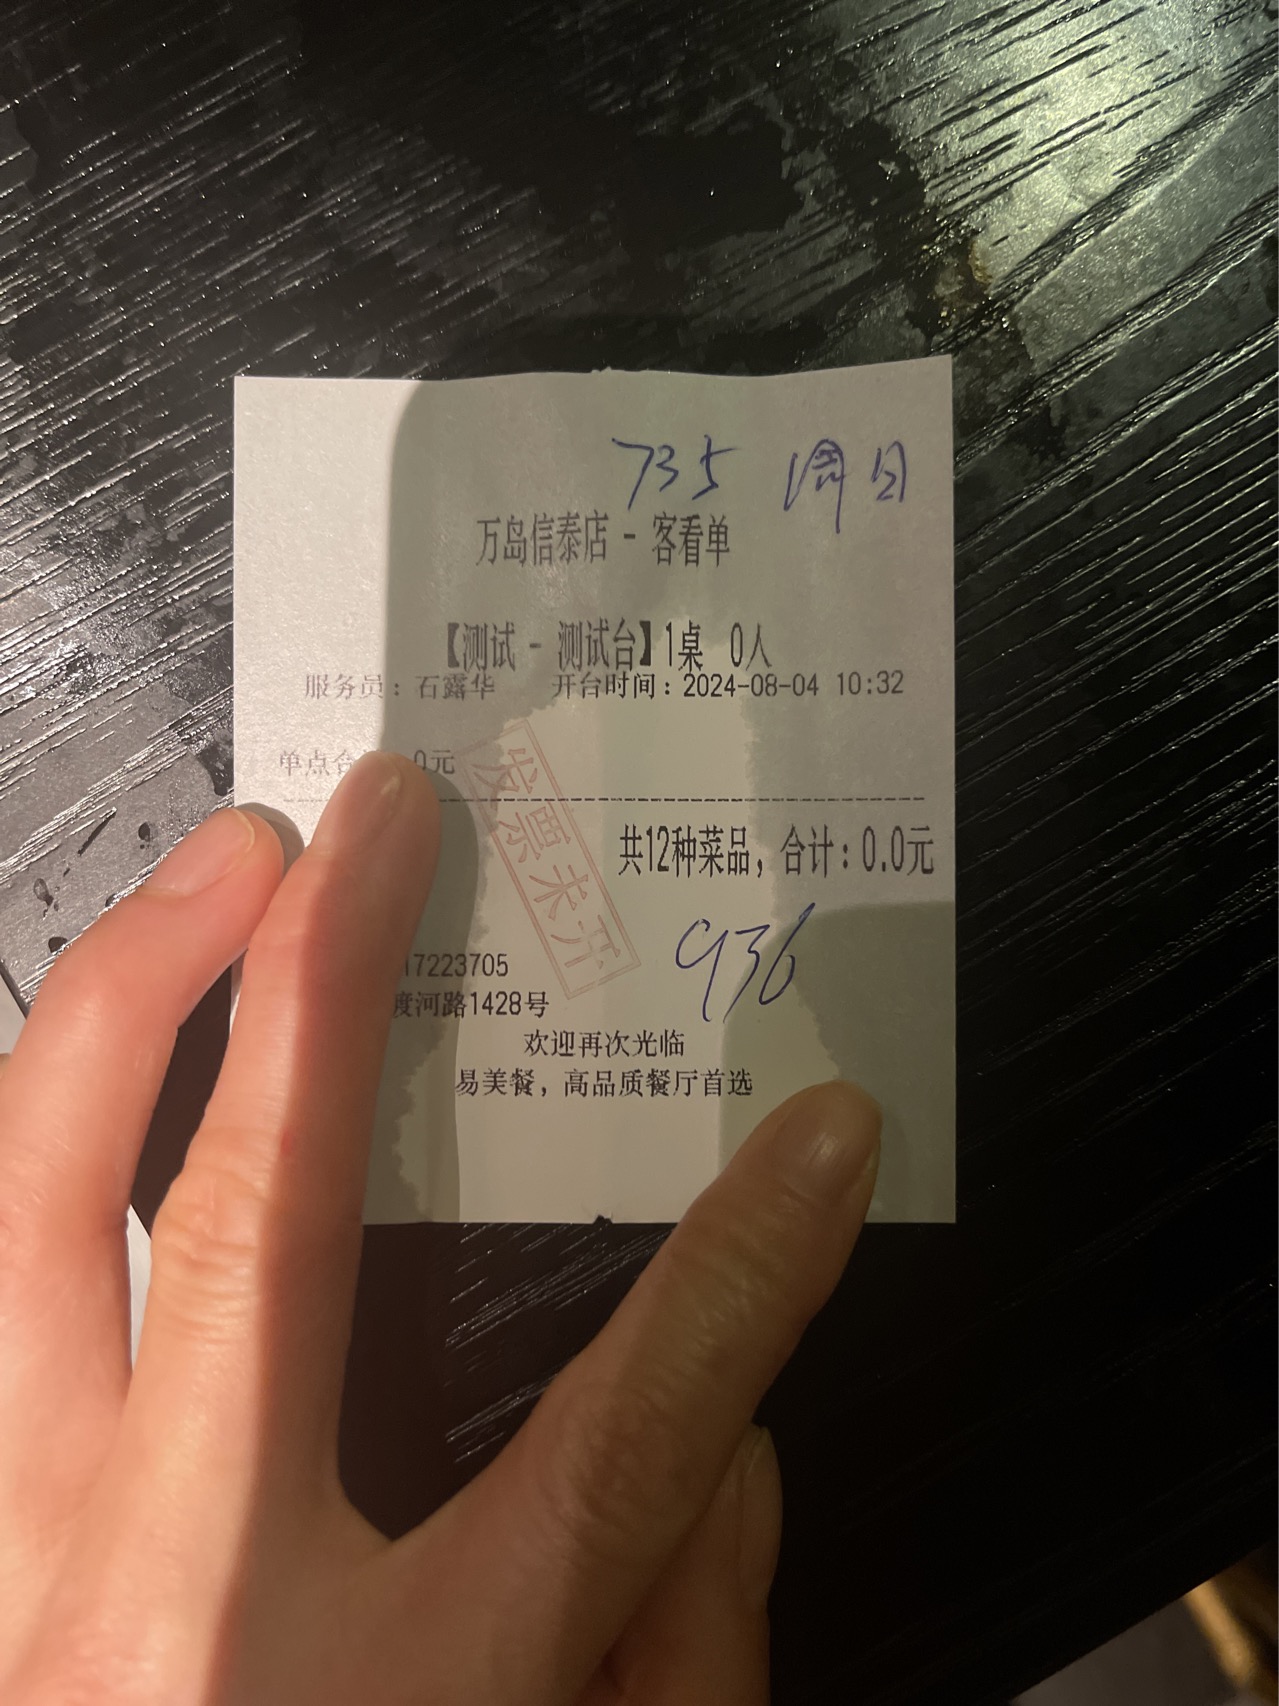 735 周日
万岛信泰店 - 客看单
【测试 - 测试台】1桌 0人
服务员：石露华 开台时间：2024-08-04 10:32
单点合 0元
发票未开
共12种菜品，合计：0.0元
936
17223705
渡河路1428号
欢迎再次光临
易美餐，高品质餐厅首选